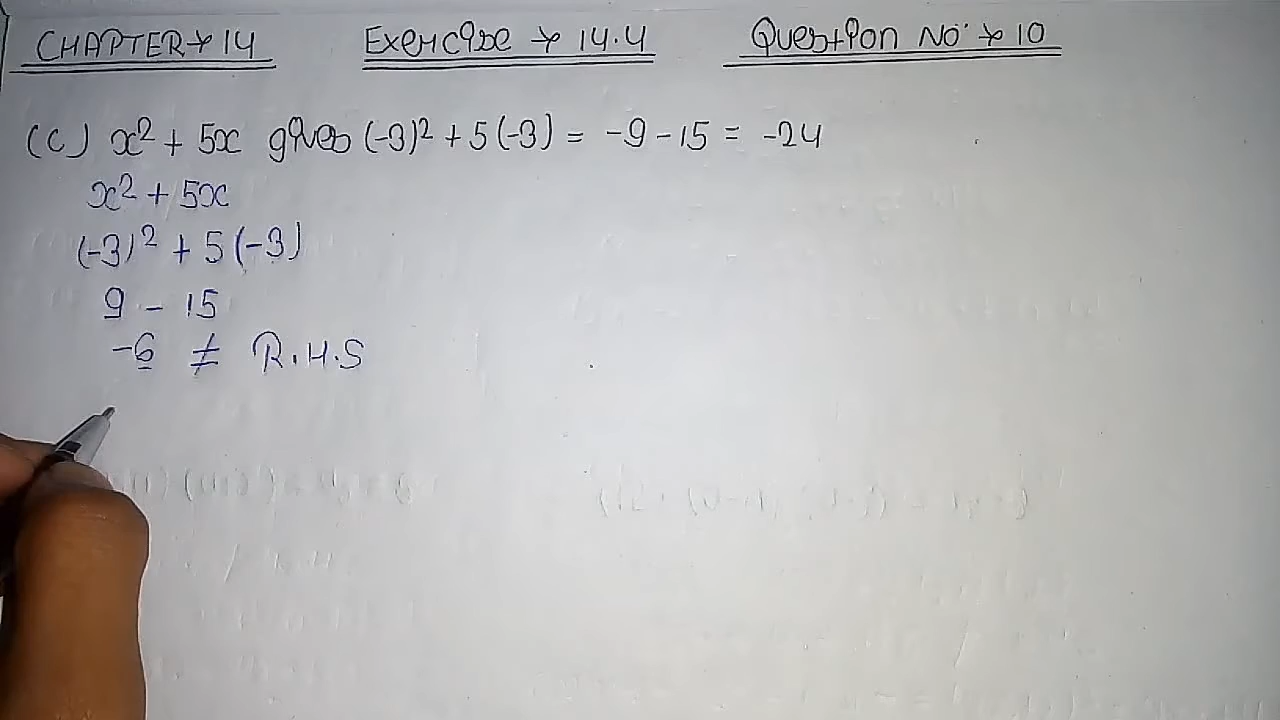 CHAPTER → 14 Exercise → 14.4 Question No: → 10
(C) x² + 5x gives (-3)² + 5(-3) = -9 - 15 = -24
x² + 5x
(-3)² + 5(-3)
9 - 15
-6 ≠ R.H.S